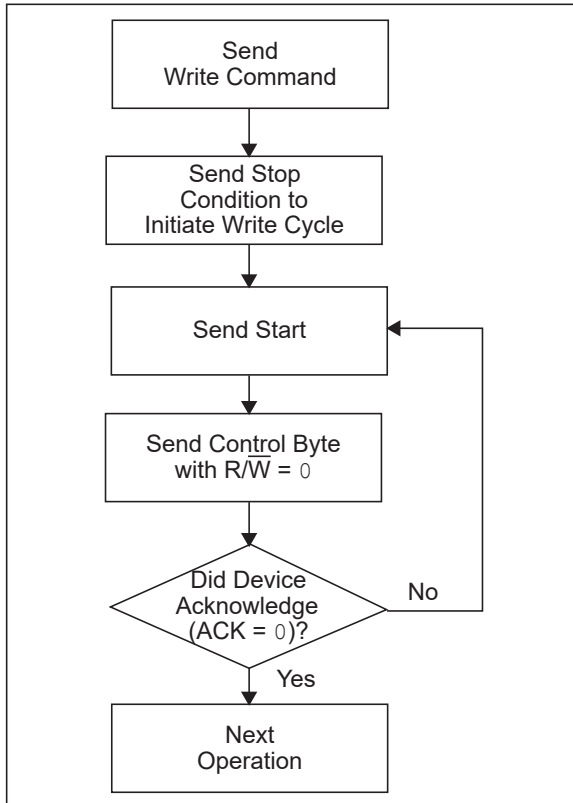 Send
Write Command
Send Stop
Condition to
Initiate Write Cycle
Send Start
Send Control Byte
with R/W̅ = 0
Did Device
Acknowledge
(ACK = 0)?
No
Yes
Next
Operation